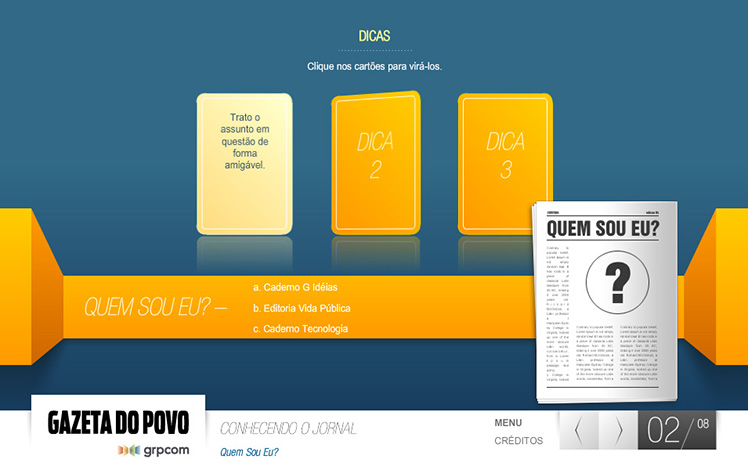 DICAS
Clique nos cartões para virá-los.
Trato o
assunto em
questão de
forma
amigável.
DICA
2
DICA
3
QUEM SOU EU?
?
QUEM SOU EU? —
a. Caderno G Idéias
b. Editoria Vida Pública
c. Caderno Tecnologia
GAZETA DO POVO
grpcom
CONHECENDO O JORNAL
Quem Sou Eu?
MENU
CRÉDITOS
02/08